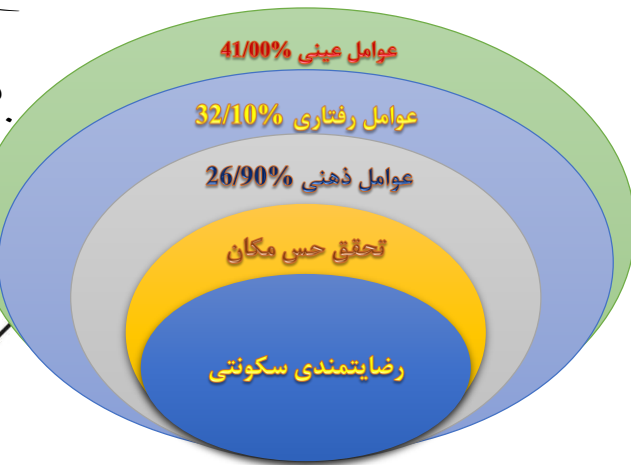 عوامل عینی 41/00%
عوامل رفتاری 32/10%
عوامل ذهنی 26/90%
تحقق حس مکان
رضایتمندی سکونتی